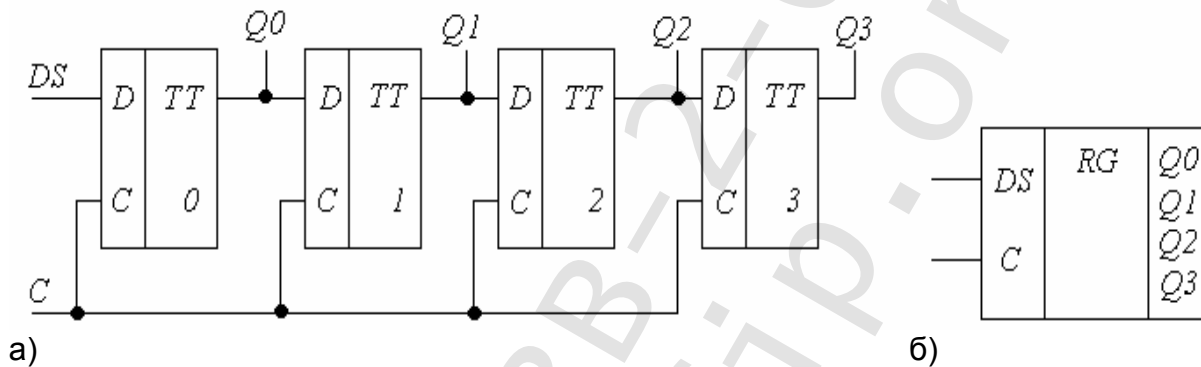 Q0 Q1 Q2 Q3
DS D TT D TT D TT D TT
C 0 C 1 C 2 C 3
C
DS RG Q0
Q1
C Q2
Q3
а) б)